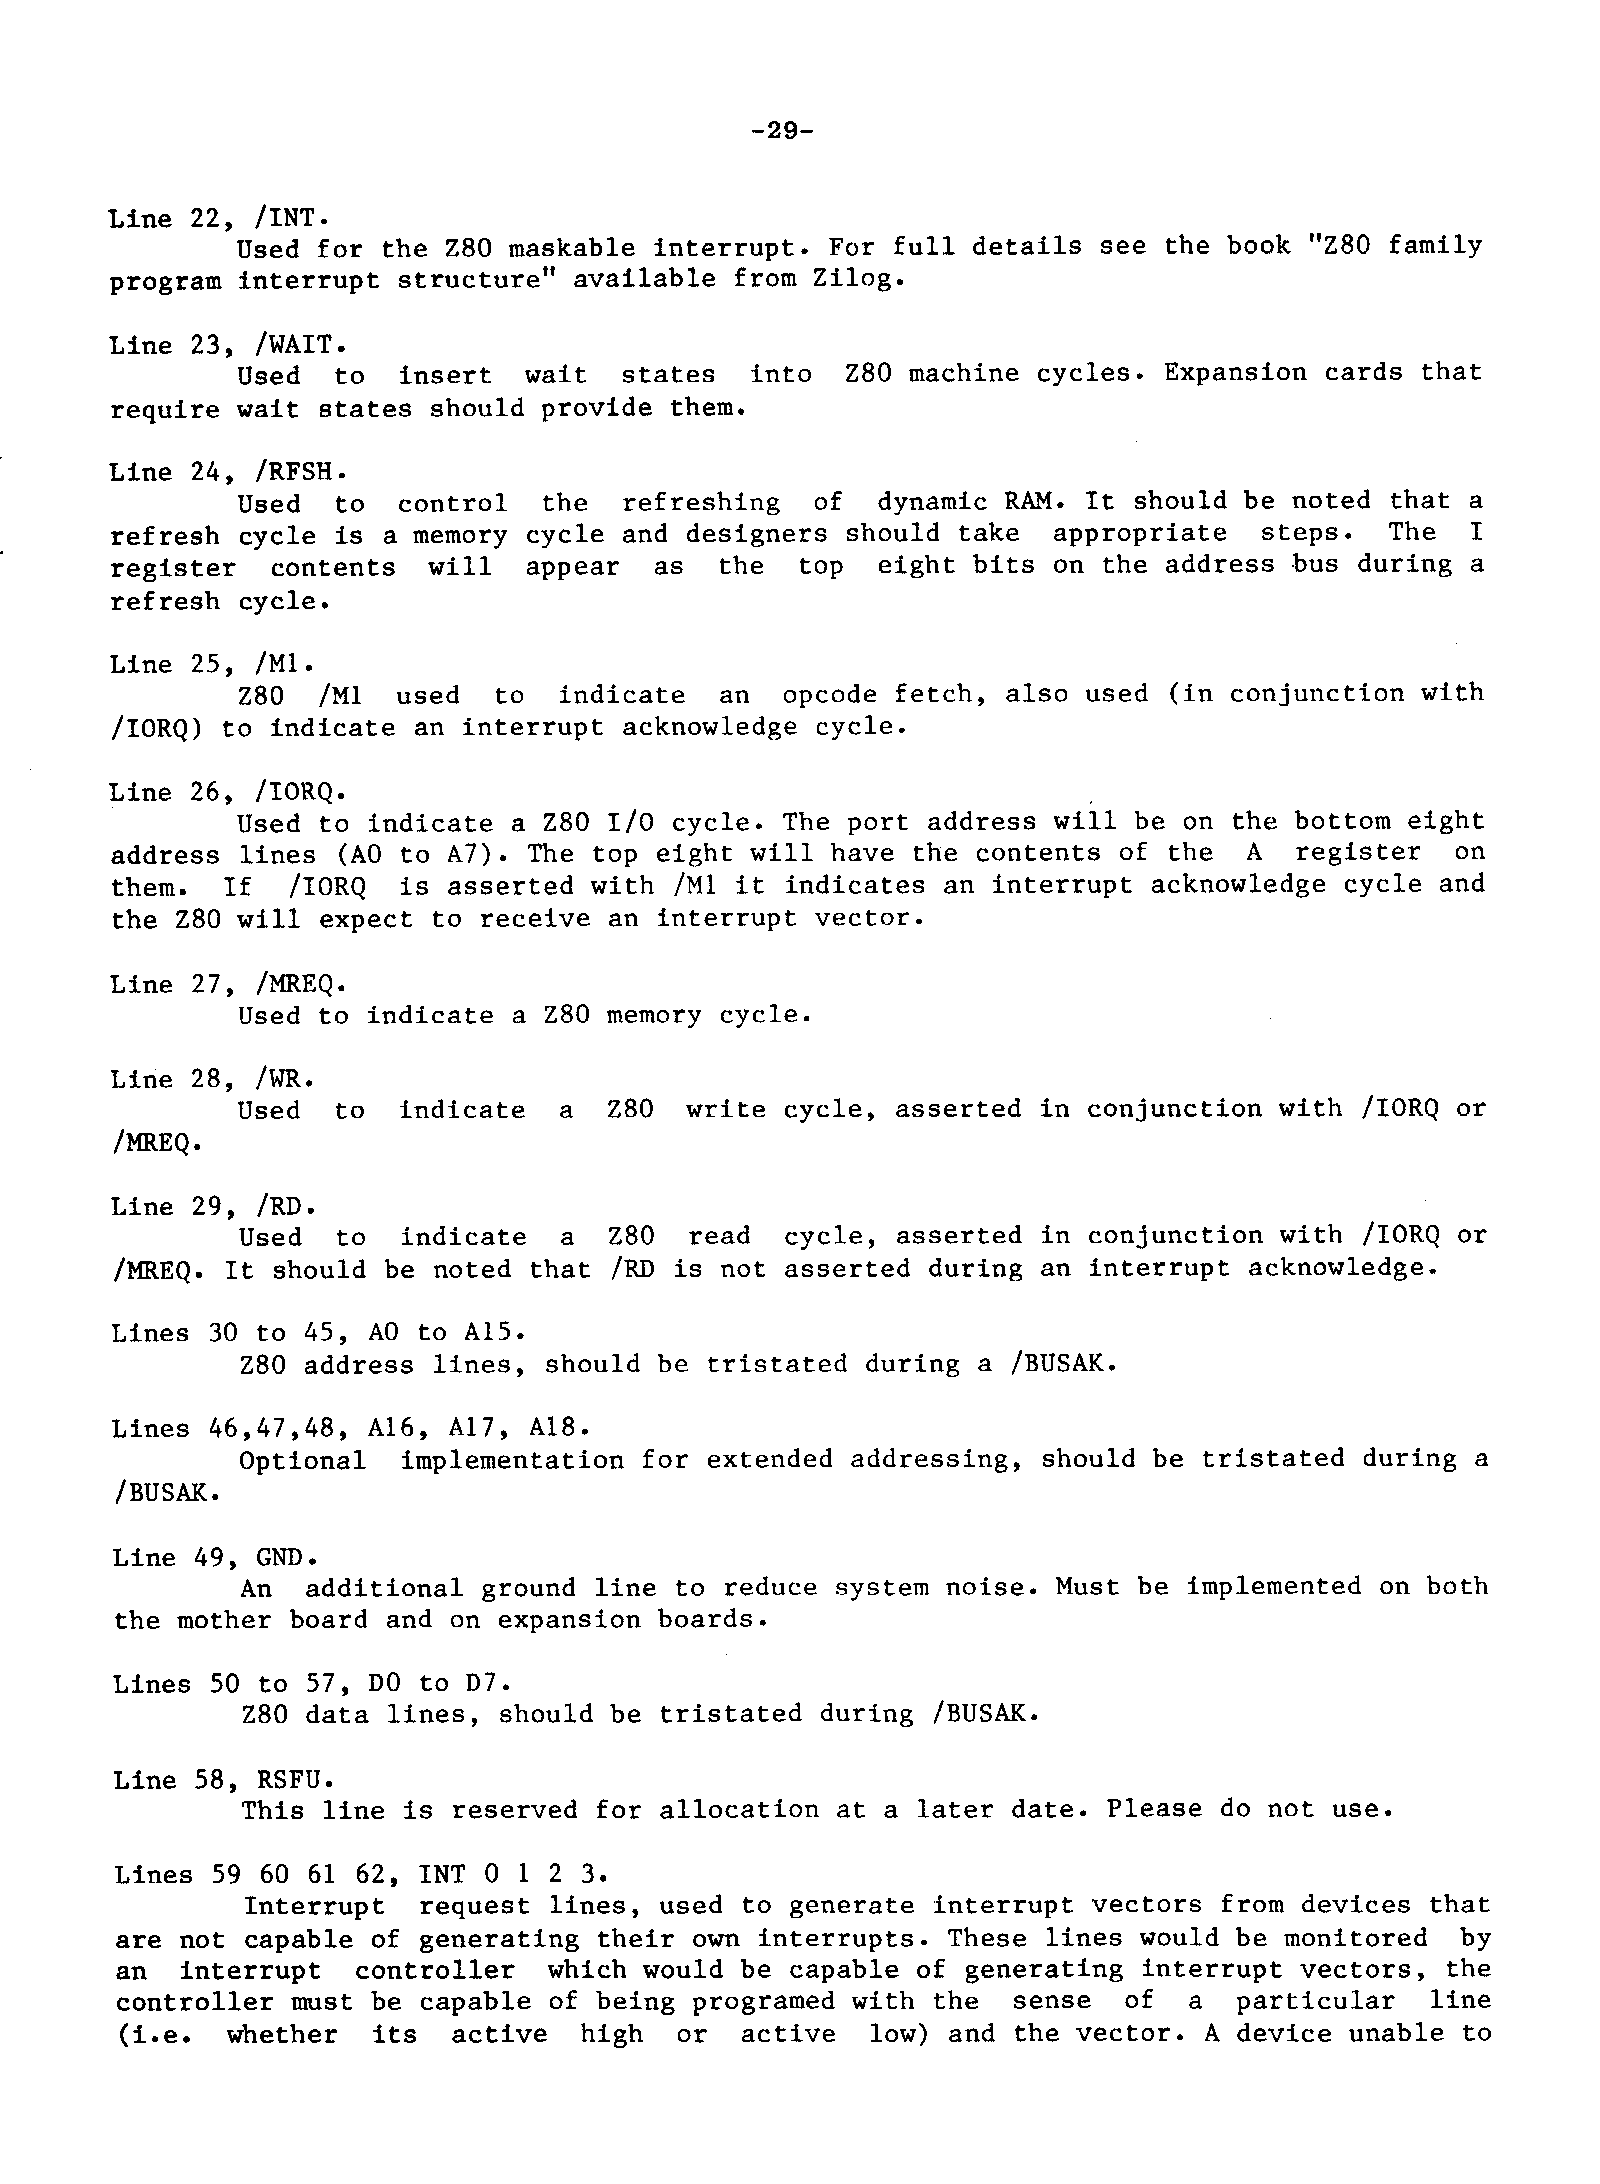 -29-
Line 22, /INT.
Used for the Z80 maskable interrupt. For full details see the book "Z80 family
program interrupt structure" available from Zilog.
Line 23, /WAIT.
Used to insert wait states into Z80 machine cycles. Expansion cards that
require wait states should provide them.
Line 24, /RFSH.
Used to control the refreshing of dynamic RAM. It should be noted that a
refresh cycle is a memory cycle and designers should take appropriate steps. The I
register contents will appear as the top eight bits on the address bus during a
refresh cycle.
Line 25, /M1.
Z80 /M1 used to indicate an opcode fetch, also used (in conjunction with
/IORQ) to indicate an interrupt acknowledge cycle.
Line 26, /IORQ.
Used to indicate a Z80 I/O cycle. The port address will be on the bottom eight
address lines (A0 to A7). The top eight will have the contents of the A register on
them. If /IORQ is asserted with /M1 it indicates an interrupt acknowledge cycle and
the Z80 will expect to receive an interrupt vector.
Line 27, /MREQ.
Used to indicate a Z80 memory cycle.
Line 28, /WR.
Used to indicate a Z80 write cycle, asserted in conjunction with /IORQ or
/MREQ.
Line 29, /RD.
Used to indicate a Z80 read cycle, asserted in conjunction with /IORQ or
/MREQ. It should be noted that /RD is not asserted during an interrupt acknowledge.
Lines 30 to 45, A0 to A15.
Z80 address lines, should be tristated during a /BUSAK.
Lines 46,47,48, A16, A17, A18.
Optional implementation for extended addressing, should be tristated during a
/BUSAK.
Line 49, GND.
An additional ground line to reduce system noise. Must be implemented on both
the mother board and on expansion boards.
Lines 50 to 57, D0 to D7.
Z80 data lines, should be tristated during /BUSAK.
Line 58, RSFU.
This line is reserved for allocation at a later date. Please do not use.
Lines 59 60 61 62, INT 0 1 2 3.
Interrupt request lines, used to generate interrupt vectors from devices that
are not capable of generating their own interrupts. These lines would be monitored by
an interrupt controller which would be capable of generating interrupt vectors, the
controller must be capable of being programed with the sense of a particular line
(i.e. whether its active high or active low) and the vector. A device unable to